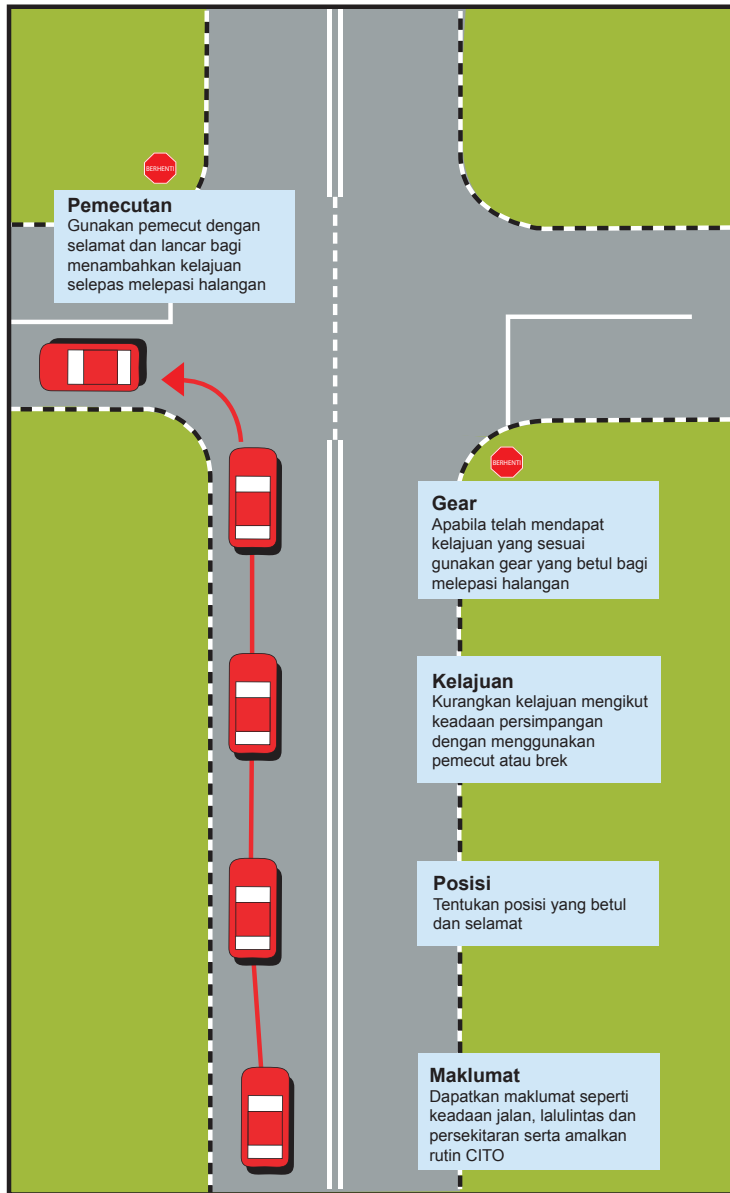 BERHENTI
Pemecutan
Gunakan pemecut dengan
selamat dan lancar bagi
menambahkan kelajuan
selepas melepasi halangan
BERHENTI
Gear
Apabila telah mendapat
kelajuan yang sesuai
gunakan gear yang betul bagi
melepasi halangan
Kelajuan
Kurangkan kelajuan mengikut
keadaan persimpangan
dengan menggunakan
pemecut atau brek
Posisi
Tentukan posisi yang betul
dan selamat
Maklumat
Dapatkan maklumat seperti
keadaan jalan, lalulintas dan
persekitaran serta amalkan
rutin CITO